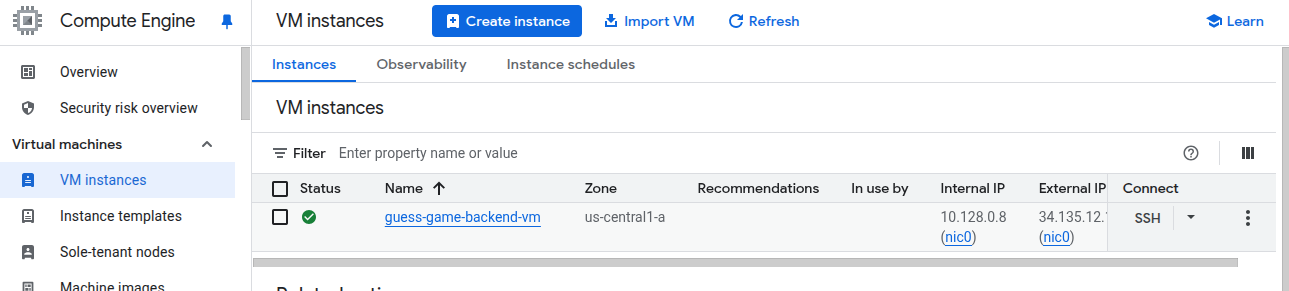 Compute Engine
VM instances
Create instance
Import VM
Refresh
Learn
Overview
Security risk overview
Virtual machines
VM instances
Instance templates
Sole-tenant nodes
Machine images
Instances Observability Instance schedules
VM instances
Filter Enter property name or value
Status Name Zone Recommendations In use by Internal IP External IP Connect
guess-game-backend-vm us-central1-a 10.128.0.8 34.135.12. SSH
(nic0) (nic0)